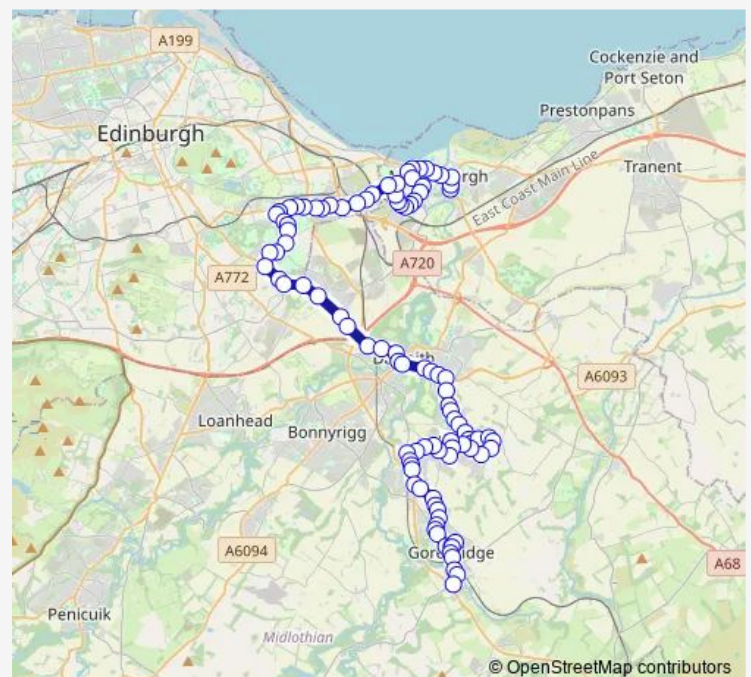 A199
Cockenzie and
Port Seton
Edinburgh
Prestonpans
Tranent
East Coast Main Line
A772
A720
A6093
Loanhead
Bonnyrigg
A6094
A68
Penicuik
Midlothian
© OpenStreetMap contributors